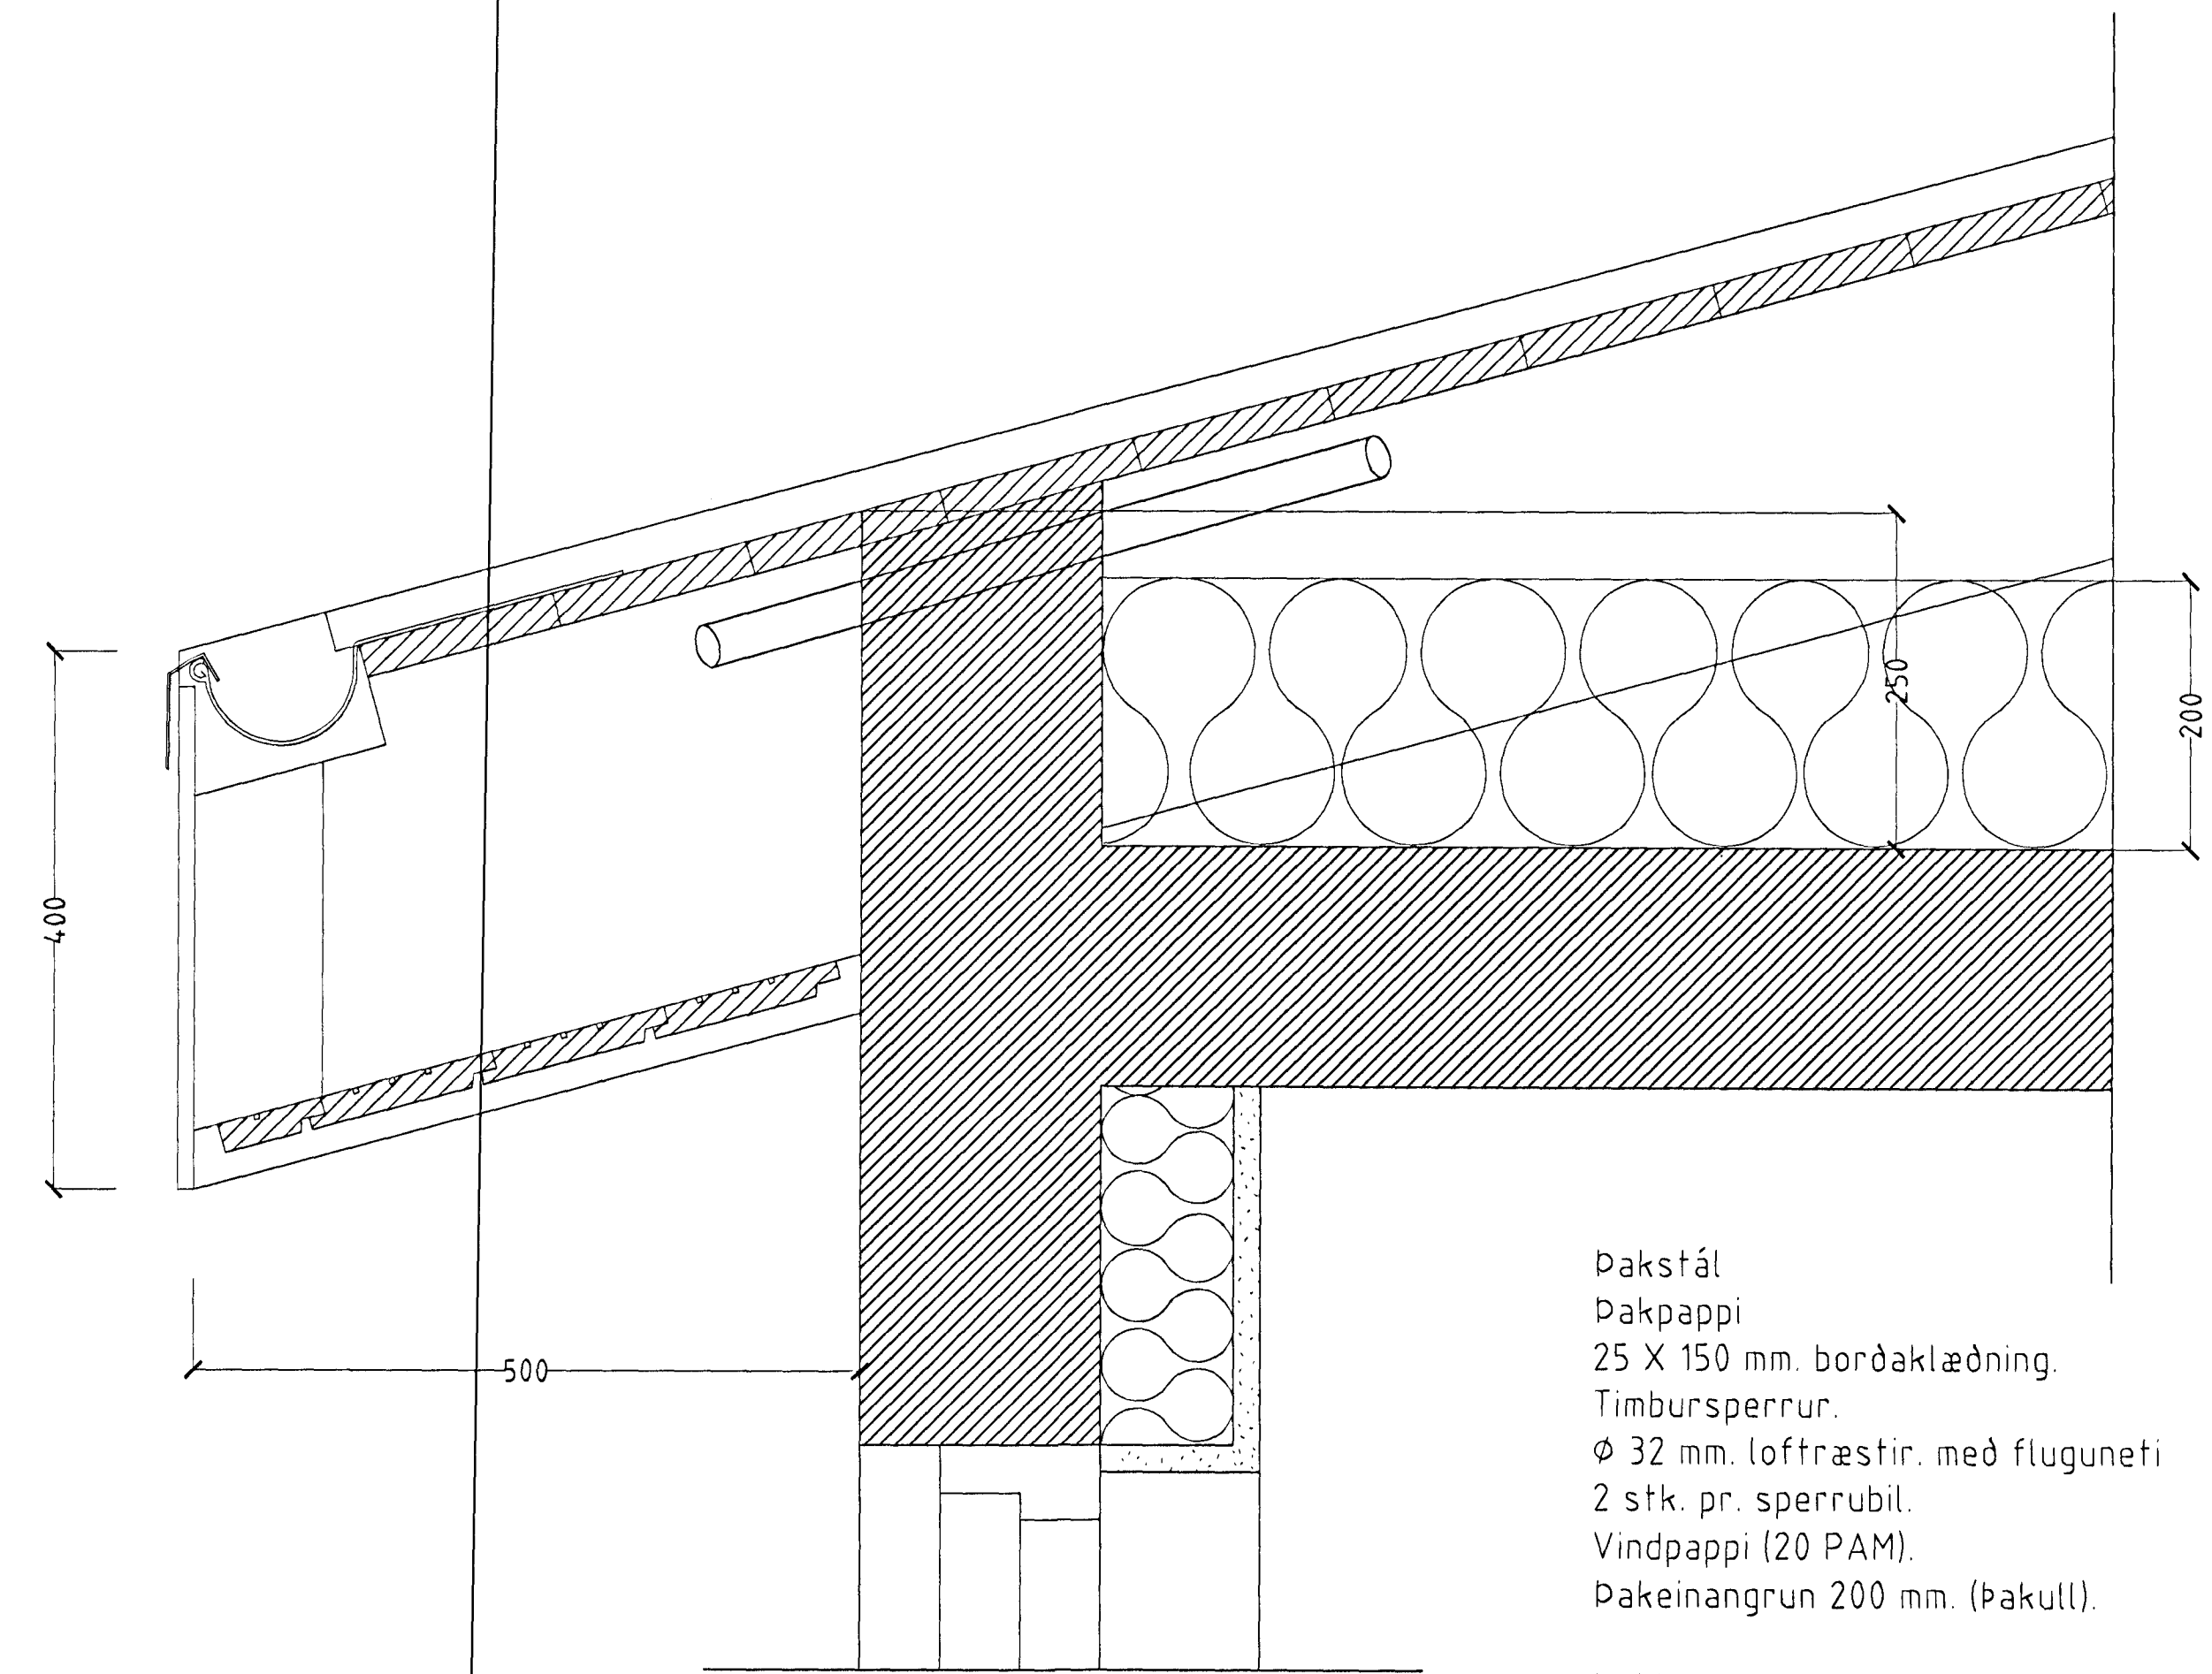 250
200
400
500
Þakstál
Þakpappi
25 X 150 mm. borðaklæðning.
Timbursperrur.
Ø 32 mm. loftræstir. með fluguneti
2 stk. pr. sperrubil.
Vindpappi (20 PAM).
Þakeinangrun 200 mm. (Þakull).